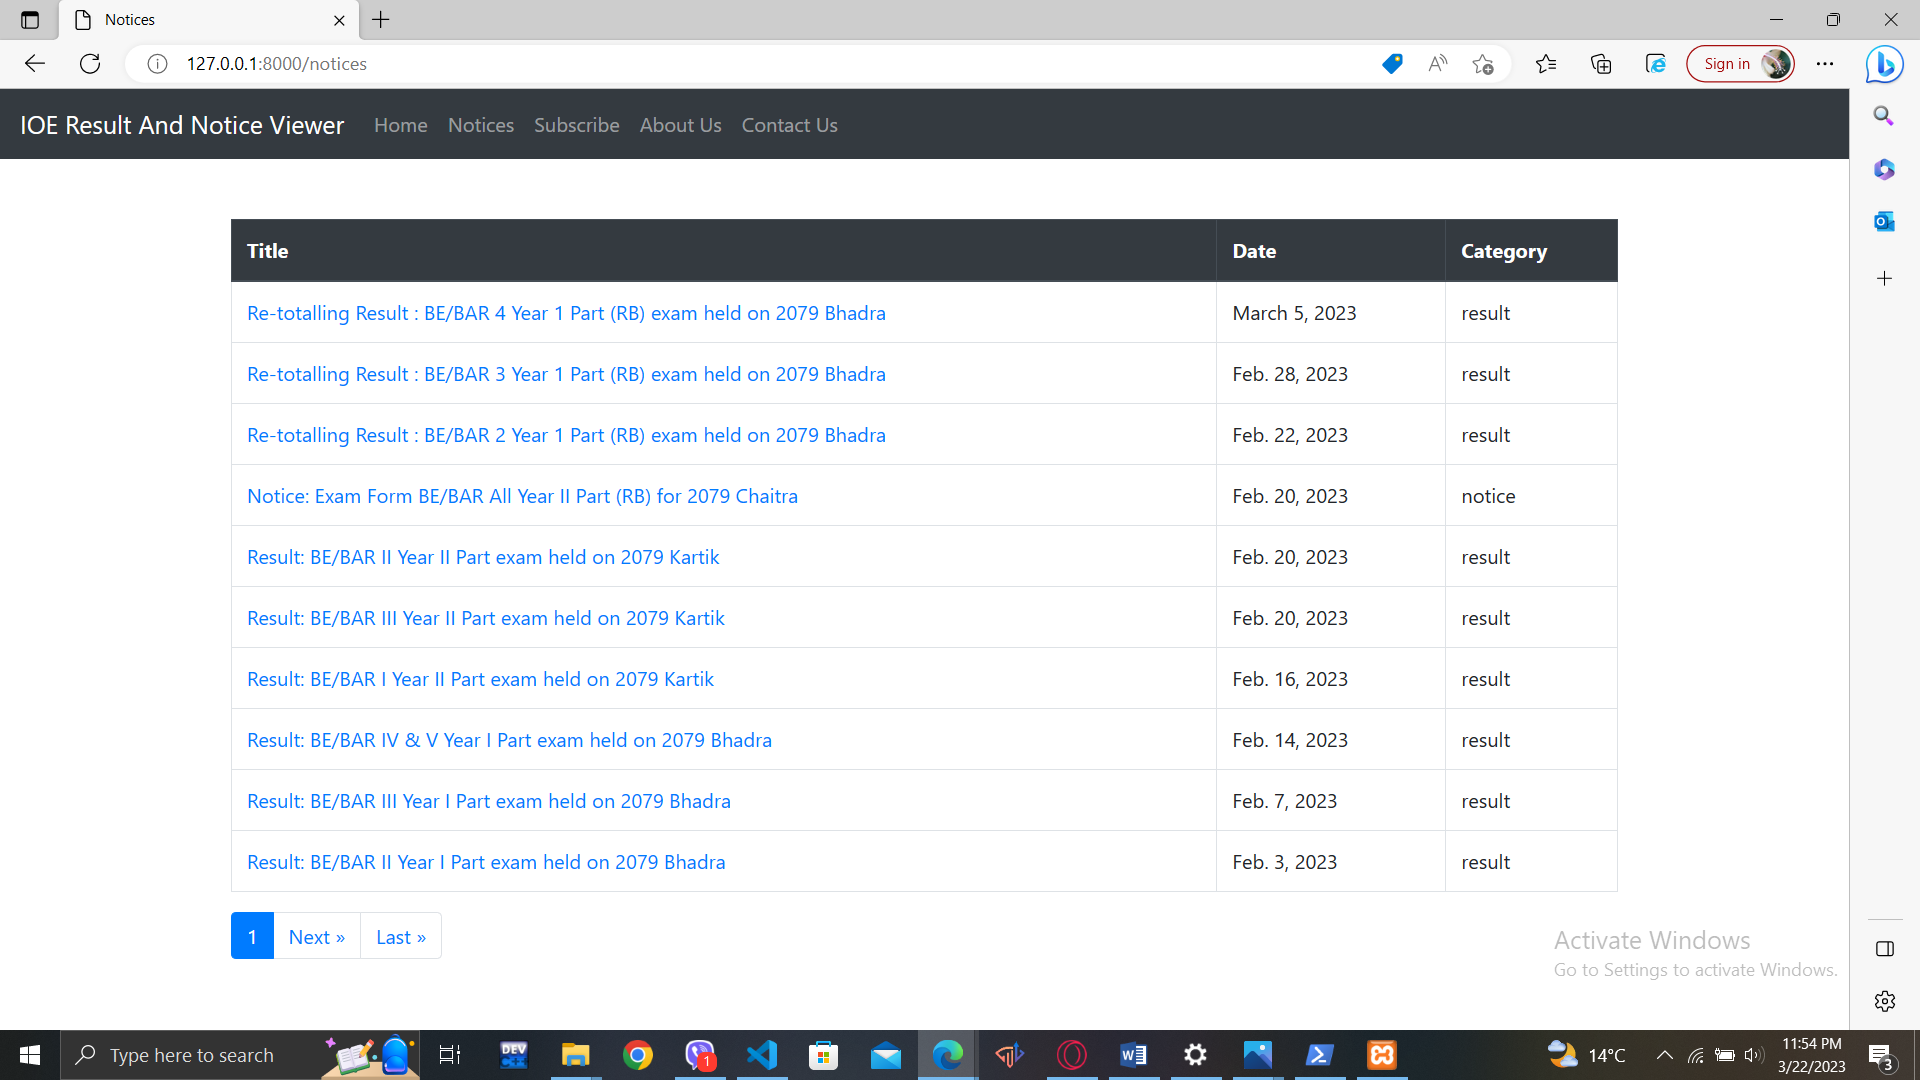 Notices
127.0.0.1:8000/notices
Sign in
IOE Result And Notice Viewer Home Notices Subscribe About Us Contact Us
Title Date Category
Re-totalling Result : BE/BAR 4 Year 1 Part (RB) exam held on 2079 Bhadra March 5, 2023 result
Re-totalling Result : BE/BAR 3 Year 1 Part (RB) exam held on 2079 Bhadra Feb. 28, 2023 result
Re-totalling Result : BE/BAR 2 Year 1 Part (RB) exam held on 2079 Bhadra Feb. 22, 2023 result
Notice: Exam Form BE/BAR All Year II Part (RB) for 2079 Chaitra Feb. 20, 2023 notice
Result: BE/BAR II Year II Part exam held on 2079 Kartik Feb. 20, 2023 result
Result: BE/BAR III Year II Part exam held on 2079 Kartik Feb. 20, 2023 result
Result: BE/BAR I Year II Part exam held on 2079 Kartik Feb. 16, 2023 result
Result: BE/BAR IV & V Year I Part exam held on 2079 Bhadra Feb. 14, 2023 result
Result: BE/BAR III Year I Part exam held on 2079 Bhadra Feb. 7, 2023 result
Result: BE/BAR II Year I Part exam held on 2079 Bhadra Feb. 3, 2023 result
1 Next » Last »
Activate Windows
Go to Settings to activate Windows.
Type here to search
DEV
1
14°C
11:54 PM
3/22/2023
3